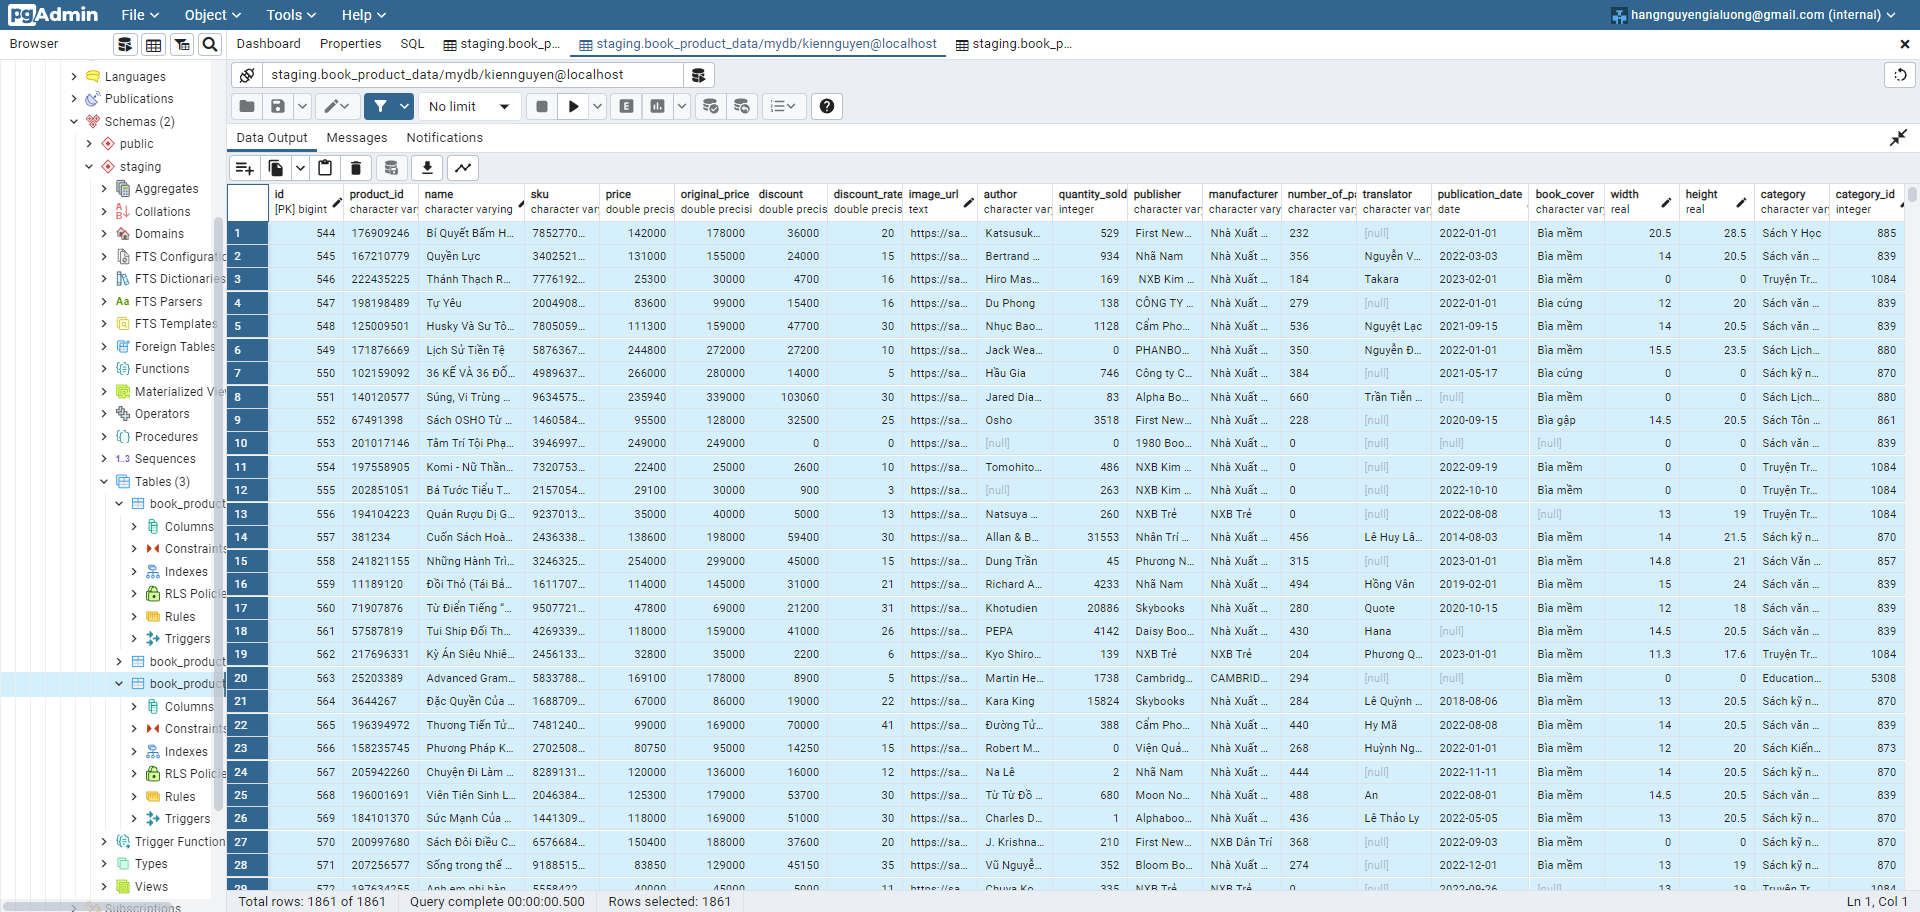 pgAdmin File Object Tools Help hangnguyengialuong@gmail.com (internal)
Browser Dashboard Properties SQL staging.book_p... staging.book_product_data/mydb/kiennguyen@localhost staging.book_p...
staging.book_product_data/mydb/kiennguyen@localhost
No limit
Data Output Messages Notifications
Languages
Publications
Schemas (2)
public
staging
Aggregates
Collations
Domains
FTS Configuratio
FTS Dictionaries
FTS Parsers
FTS Templates
Foreign Tables
Functions
Materialized Vie
Operators
Procedures
1..3 Sequences
Tables (3)
book_product
Columns
Constraints
Indexes
RLS Policie
Rules
Triggers
book_product
book_product
Columns
Constraints
Indexes
RLS Policie
Rules
Triggers
Trigger Function
Types
Views
Subscriptions
id product_id name sku price original_price discount discount_rate image_url author quantity_sold publisher manufacturer number_of_pa translator publication_date book_cover width height category category_id
[PK] bigint character vary character varying character vary double precisi double precisi double precis double precisi text character vary integer character vary character vary character vary character vary date character vary real real character vary integer
1 544 176909246 Bí Quyết Bấm H... 7852770... 142000 178000 36000 20 https://sa... Katsusuk... 529 First New... Nhà Xuất ... 232 [null] 2022-01-01 Bìa mềm 20.5 28.5 Sách Y Học 885
2 545 167210779 Quyền Lực 3402521... 131000 155000 24000 15 https://sa... Bertrand ... 934 Nhã Nam Nhà Xuất ... 356 Nguyễn V... 2022-03-03 Bìa mềm 14 20.5 Sách văn ... 839
3 546 222435225 Thánh Thạch R... 7776192... 25300 30000 4700 16 https://sa... Hiro Mas... 169 NXB Kim ... Nhà Xuất ... 184 Takara 2023-02-01 Bìa mềm 0 0 Truyện Tr... 1084
4 547 198198489 Tự Yêu 2004908... 83600 99000 15400 16 https://sa... Du Phong 138 CÔNG TY ... Nhà Xuất ... 279 [null] 2022-01-01 Bìa cứng 12 20 Sách văn ... 839
5 548 125009501 Husky Và Sư Tô... 7805059... 111300 159000 47700 30 https://sa... Nhục Bao... 1128 Cẩm Pho... Nhà Xuất ... 536 Nguyệt Lạc 2021-09-15 Bìa mềm 14 20.5 Sách văn ... 839
6 549 171876669 Lịch Sử Tiền Tệ 5876367... 244800 272000 27200 10 https://sa... Jack Wea... 0 PHANBO... Nhà Xuất ... 350 Nguyễn Đ... 2022-01-01 Bìa mềm 15.5 23.5 Sách Lịch... 880
7 550 102159092 36 KẾ VÀ 36 ĐỐ... 4989637... 266000 280000 14000 5 https://sa... Hầu Gia 746 Công ty C... Nhà Xuất ... 384 [null] 2021-05-17 Bìa cứng 0 0 Sách kỹ n... 870
8 551 140120577 Súng, Vi Trùng ... 9634575... 235940 339000 103060 30 https://sa... Jared Dia... 83 Alpha Bo... Nhà Xuất ... 660 Trần Tiễn ... [null] Bìa mềm 0 0 Sách Lịch... 880
9 552 67491398 Sách OSHO Từ ... 1460584... 95500 128000 32500 25 https://sa... Osho 3518 First New... Nhà Xuất ... 228 [null] 2020-09-15 Bìa gập 14.5 20.5 Sách Tôn ... 861
10 553 201017146 Tâm Trí Tội Phạ... 3946997... 249000 249000 0 0 https://sa... [null] 0 1980 Boo... Nhà Xuất ... 0 [null] [null] [null] 0 0 Sách văn ... 839
11 554 197558905 Komi - Nữ Thần... 7320753... 22400 25000 2600 10 https://sa... Tomohito... 486 NXB Kim ... Nhà Xuất ... 0 [null] 2022-09-19 Bìa mềm 0 0 Truyện Tr... 1084
12 555 202851051 Bá Tước Tiểu T... 2157054... 29100 30000 900 3 https://sa... [null] 263 NXB Kim ... Nhà Xuất ... 0 [null] 2022-10-10 Bìa mềm 0 0 Truyện Tr... 1084
13 556 194104223 Quán Rượu Dị G... 9237013... 35000 40000 5000 13 https://sa... Natsuya ... 260 NXB Trẻ NXB Trẻ 0 [null] 2022-08-08 [null] 13 19 Truyện Tr... 1084
14 557 381234 Cuốn Sách Hoà... 2436338... 138600 198000 59400 30 https://sa... Allan & B... 31553 Nhân Trí ... Nhà Xuất ... 456 Lê Huy Lâ... 2014-08-03 Bìa mềm 14 21.5 Sách kỹ n... 870
15 558 241821155 Những Hành Trì... 3246325... 254000 299000 45000 15 https://sa... Dung Trần 45 Phương N... Nhà Xuất ... 315 [null] 2023-01-01 Bìa mềm 14.8 21 Sách Văn ... 857
16 559 11189120 Đồi Thỏ (Tái Bả... 1611707... 114000 145000 31000 21 https://sa... Richard A... 4233 Nhã Nam Nhà Xuất ... 494 Hồng Vân 2019-02-01 Bìa mềm 15 24 Sách văn ... 839
17 560 71907876 Từ Điển Tiếng “... 9507721... 47800 69000 21200 31 https://sa... Khotudien 20886 Skybooks Nhà Xuất ... 280 Quote 2020-10-15 Bìa mềm 12 18 Sách văn ... 839
18 561 57587819 Tui Ship Đối Th... 4269339... 118000 159000 41000 26 https://sa... PEPA 4142 Daisy Boo... Nhà Xuất ... 430 Hana [null] Bìa mềm 14.5 20.5 Sách văn ... 839
19 562 217696331 Kỳ Án Siêu Nhiê... 2456133... 32800 35000 2200 6 https://sa... Kyo Shiro... 139 NXB Trẻ NXB Trẻ 204 Phương Q... 2023-01-01 Bìa mềm 11.3 17.6 Truyện Tr... 1084
20 563 25203389 Advanced Gram... 5833788... 169100 178000 8900 5 https://sa... Martin He... 1738 Cambridg... CAMBRID... 294 [null] [null] Bìa mềm 0 0 Education... 5308
21 564 3644267 Đặc Quyền Của ... 1688709... 67000 86000 19000 22 https://sa... Kara King 15824 Skybooks Nhà Xuất ... 284 Lê Quỳnh ... 2018-08-06 Bìa mềm 13 20.5 Sách kỹ n... 870
22 565 196394972 Thương Tiến Tử... 7481240... 99000 169000 70000 41 https://sa... Đường Tử... 388 Cẩm Pho... Nhà Xuất ... 440 Hy Mã 2022-08-08 Bìa mềm 14 20.5 Sách văn ... 839
23 566 158235745 Phương Pháp K... 2702508... 80750 95000 14250 15 https://sa... Robert M... 0 Viện Quả... Nhà Xuất ... 268 Huỳnh Ng... 2022-01-01 Bìa mềm 12 20 Sách Kiến... 873
24 567 205942260 Chuyện Đi Làm ... 8289131... 120000 136000 16000 12 https://sa... Na Lê 2 Nhã Nam Nhà Xuất ... 444 [null] 2022-11-11 Bìa mềm 14 20.5 Sách kỹ n... 870
25 568 196001691 Viên Tiên Sinh L... 2046384... 125300 179000 53700 30 https://sa... Từ Từ Đồ ... 680 Moon No... Nhà Xuất ... 488 An 2022-08-01 Bìa mềm 14.5 20.5 Sách văn ... 839
26 569 184101370 Sức Mạnh Của ... 1441309... 118000 169000 51000 30 https://sa... Charles D... 1 Alphaboo... Nhà Xuất ... 436 Lê Thảo Ly 2022-05-05 Bìa mềm 13 20.5 Sách kỹ n... 870
27 570 200997680 Sách Đôi Điều C... 6576684... 150400 188000 37600 20 https://sa... J. Krishna... 210 First New... NXB Dân Trí 368 [null] 2022-09-03 Bìa mềm 0 0 Sách kỹ n... 870
28 571 207256577 Sống trong thế ... 9188515... 83850 129000 45150 35 https://sa... Vũ Nguyễ... 352 Bloom Bo... Nhà Xuất ... 274 [null] 2022-12-01 Bìa mềm 13 19 Sách kỹ n... 870
29 572 197634255 Anh em phi hàn... 5558422... 40000 45000 5000 11 https://sa... Chuya Ko... 335 NXB Trẻ NXB Trẻ 0 [null] 2022-09-26 [null] 13 19 Truyện Tr... 1084
Total rows: 1861 of 1861 Query complete 00:00:00.500 Rows selected: 1861 Ln 1, Col 1